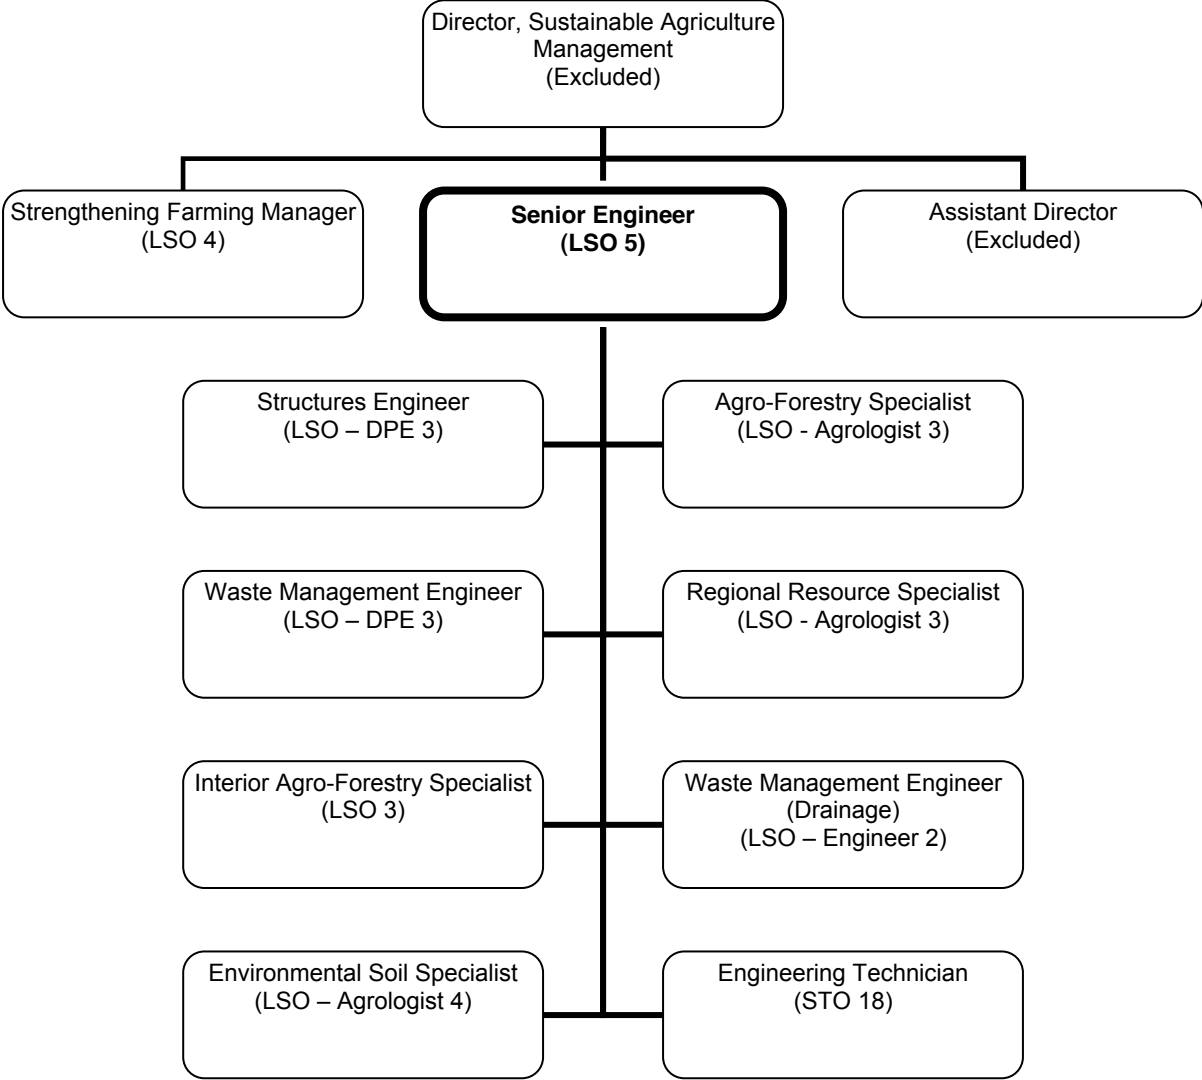 Director, Sustainable Agriculture
Management
(Excluded)
Strengthening Farming Manager
(LSO 4)
Senior Engineer
(LSO 5)
Assistant Director
(Excluded)
Structures Engineer
(LSO – DPE 3)
Agro-Forestry Specialist
(LSO - Agrologist 3)
Waste Management Engineer
(LSO – DPE 3)
Regional Resource Specialist
(LSO - Agrologist 3)
Interior Agro-Forestry Specialist
(LSO 3)
Waste Management Engineer
(Drainage)
(LSO – Engineer 2)
Environmental Soil Specialist
(LSO – Agrologist 4)
Engineering Technician
(STO 18)